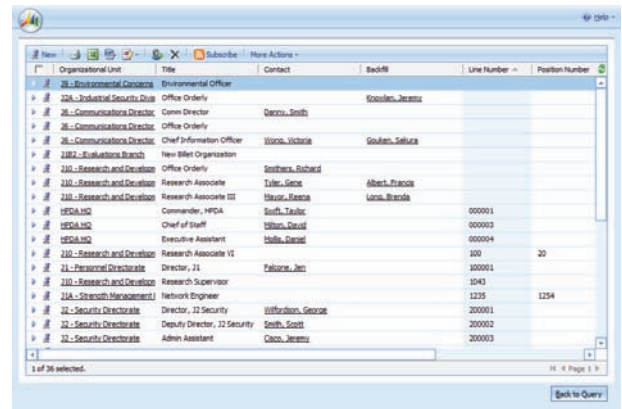 Help
New Subscribe More Actions
Organizational Unit Title Contact Backfill Line Number Position Number
J9 - Environmental Concerns Environmental Officer
32A - Industrial Security Divis Office Orderly Knowlan, Jeremy
J6 - Communications Director Comm Director Danny, Smith
J6 - Communications Director Office Orderly
J6 - Communications Director Chief Information Officer Wong, Victoria Gouken, Sakura
J1B2 - Evaluations Branch New Billet Organization
J10 - Research and Developm Office Orderly Smithers, Richard
J10 - Research and Developm Research Associate Tyler, Gene Albert, Francis
J10 - Research and Developm Research Associate III Mayor, Reena Long, Brenda
HPDA HQ Commander, HPDA Swift, Taylor 000001
HPDA HQ Chief of Staff Hilton, David 000003
HPDA HQ Executive Assistant Hollis, Daniel 000004
J10 - Research and Developm Research Associate VI 100 20
J1 - Personnel Directorate Director, J1 Falcone, Jen 100001
J10 - Research and Developm Research Supervisor 1043
J1A - Strength Management Network Engineer 1235 1254
J2 - Security Directorate Director, J2 Security Wilfordson, George 200001
J2 - Security Directorate Deputy Director, J2 Security Smith, Scott 200002
J2 - Security Directorate Admin Assistant Cisco, Jeremy 200003
1 of 36 selected. Page 1
Back to Query